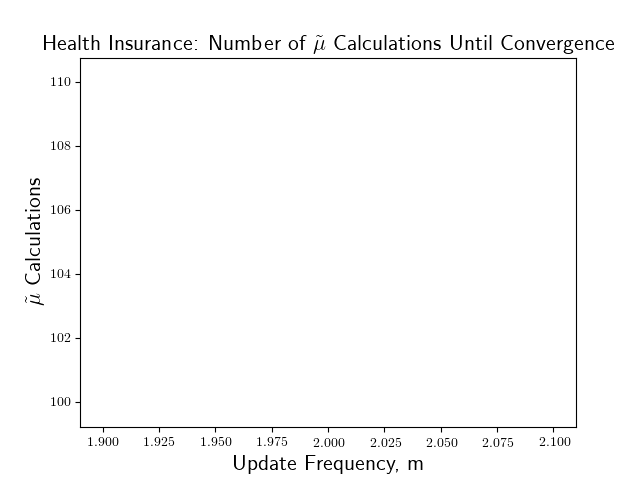 Health Insurance: Number of μ̃ Calculations Until Convergence
110
108
106
104
102
100
μ̃ Calculations
1.900 1.925 1.950 1.975 2.000 2.025 2.050 2.075 2.100
Update Frequency, m